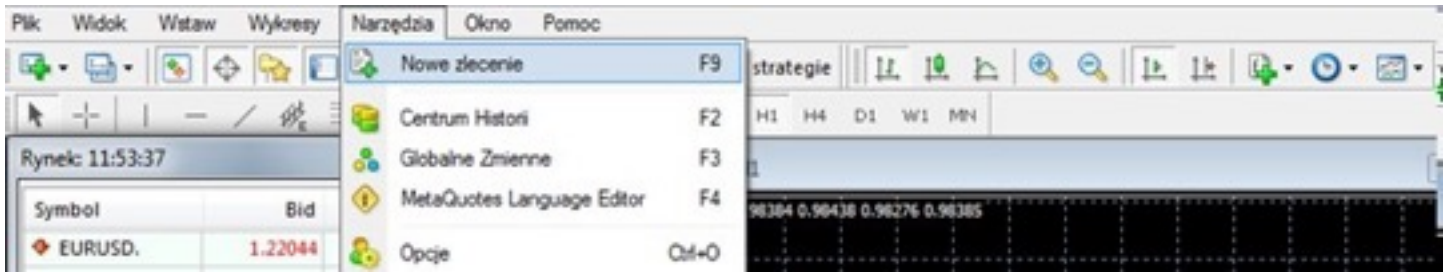 Plik Widok Wstaw Wykresy Narzędzia Okno Pomoc
Nowe zlecenie F9
strategie
Centrum Historii F2
H1 H4 D1 W1 MN
Rynek: 11:53:37
Globalne Zmienne F3
MetaQuotes Language Editor F4
Symbol Bid
98384 0.98438 0.98276 0.98385
EURUSD. 1.22044
Opcje Ctrl+O